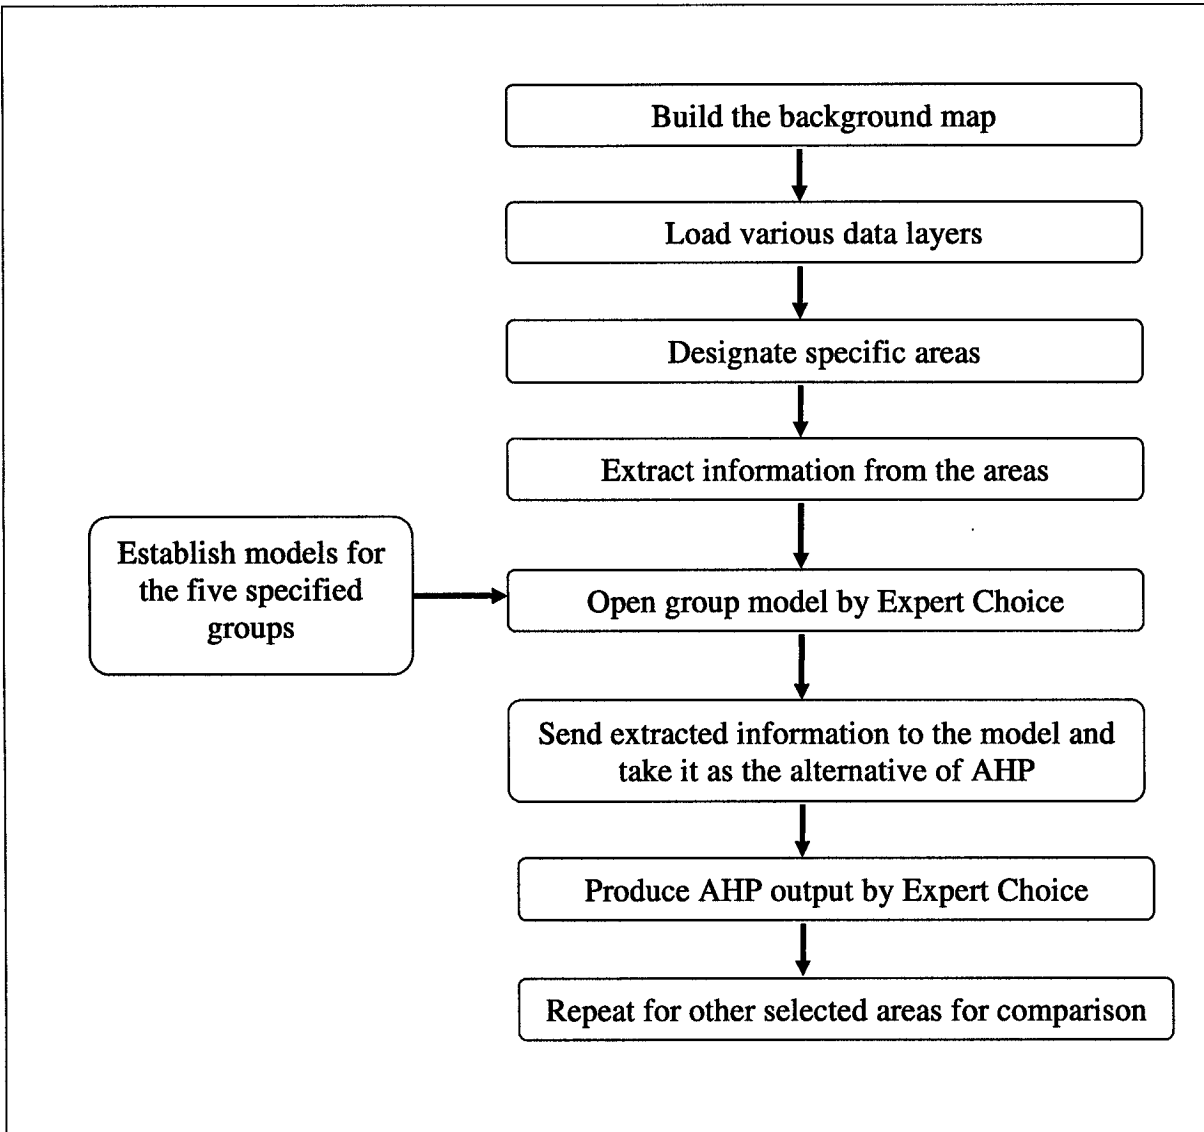 Build the background map
Load various data layers
Designate specific areas
Extract information from the areas
Establish models for
the five specified
groups
Open group model by Expert Choice
Send extracted information to the model and
take it as the alternative of AHP
Produce AHP output by Expert Choice
Repeat for other selected areas for comparison